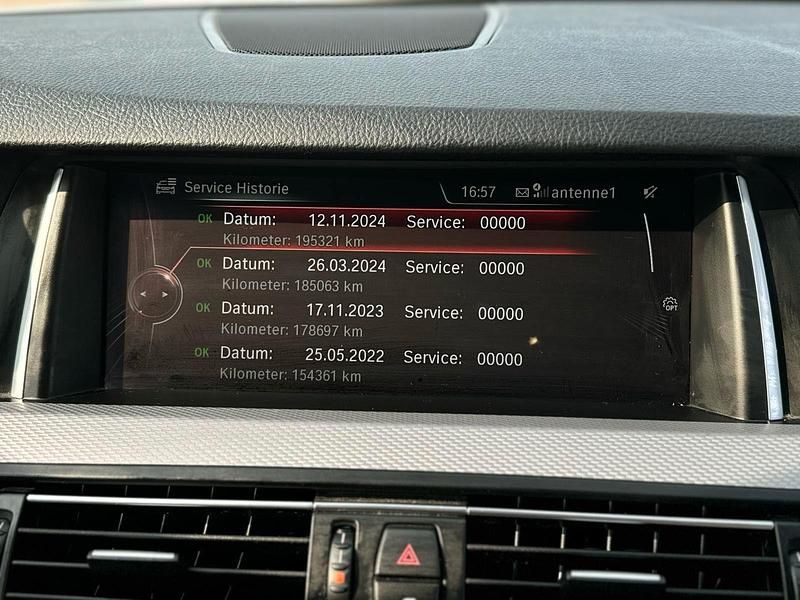 Service Historie 16:57 antenne1
OK Datum: 12.11.2024 Service: 00000
Kilometer: 195321 km
OK Datum: 26.03.2024 Service: 00000
Kilometer: 185063 km
OK Datum: 17.11.2023 Service: 00000
Kilometer: 178697 km
OPT
OK Datum: 25.05.2022 Service: 00000
Kilometer: 154361 km